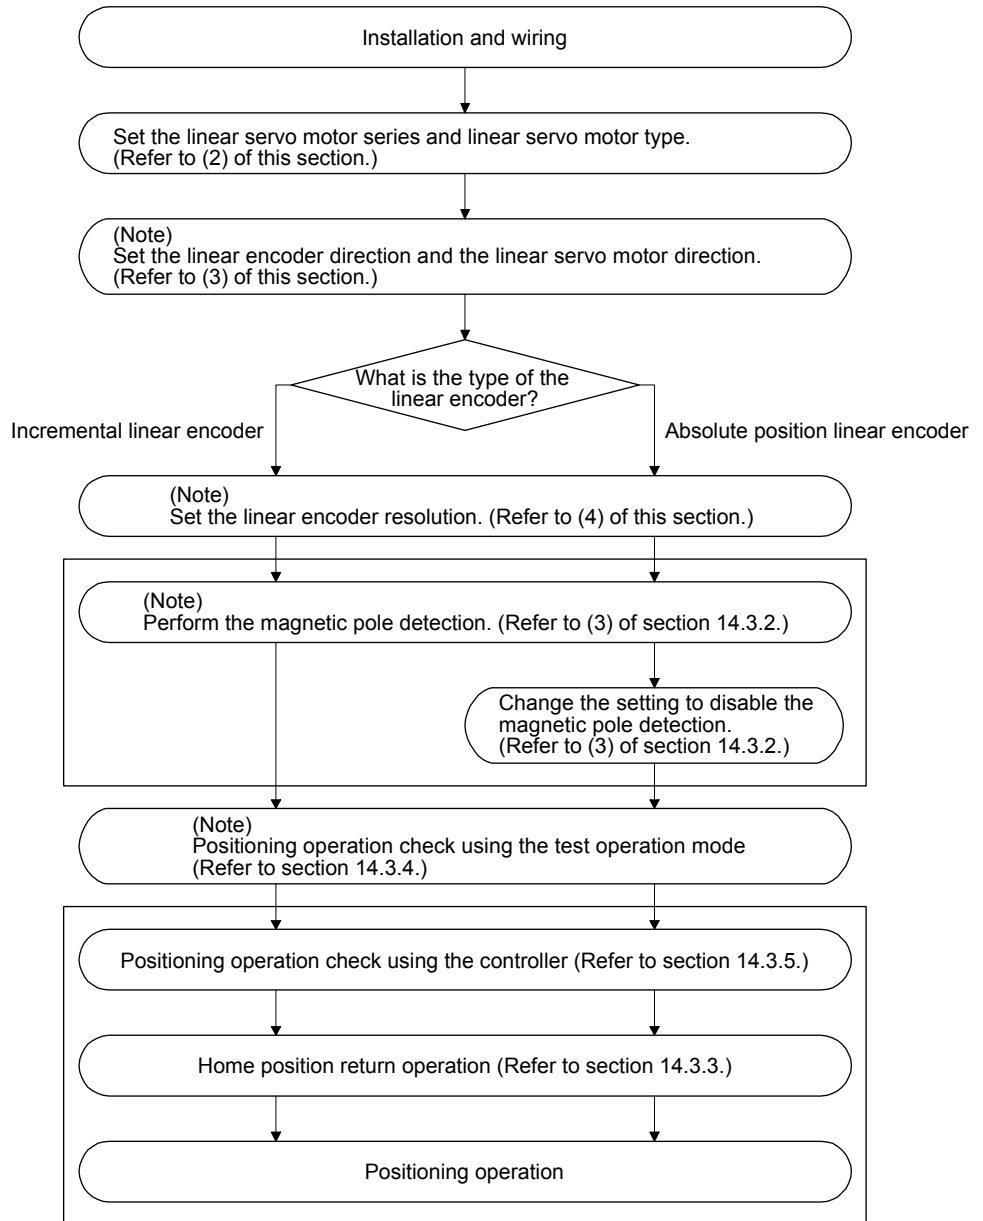 Installation and wiring
Set the linear servo motor series and linear servo motor type.
(Refer to (2) of this section.)
(Note)
Set the linear encoder direction and the linear servo motor direction.
(Refer to (3) of this section.)
What is the type of the
linear encoder?
Incremental linear encoder
Absolute position linear encoder
(Note)
Set the linear encoder resolution. (Refer to (4) of this section.)
(Note)
Perform the magnetic pole detection. (Refer to (3) of section 14.3.2.)
Change the setting to disable the
magnetic pole detection.
(Refer to (3) of section 14.3.2.)
(Note)
Positioning operation check using the test operation mode
(Refer to section 14.3.4.)
Positioning operation check using the controller (Refer to section 14.3.5.)
Home position return operation (Refer to section 14.3.3.)
Positioning operation